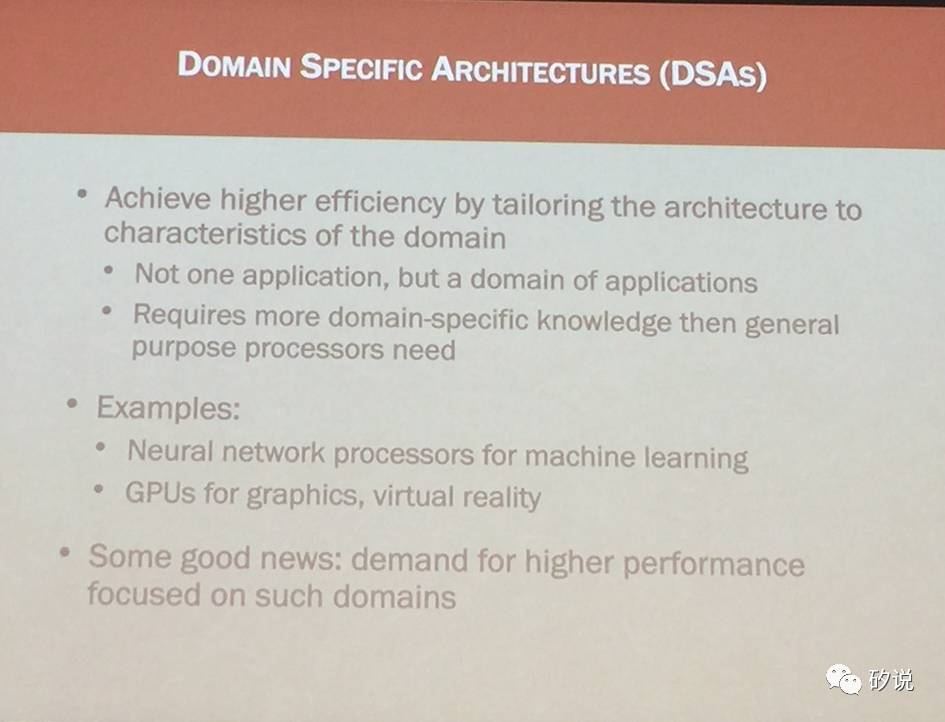 DOMAIN SPECIFIC ARCHITECTURES (DSAS)
• Achieve higher efficiency by tailoring the architecture to
characteristics of the domain
• Not one application, but a domain of applications
• Requires more domain-specific knowledge then general
purpose processors need
• Examples:
• Neural network processors for machine learning
• GPUs for graphics, virtual reality
• Some good news: demand for higher performance
focused on such domains
矽说